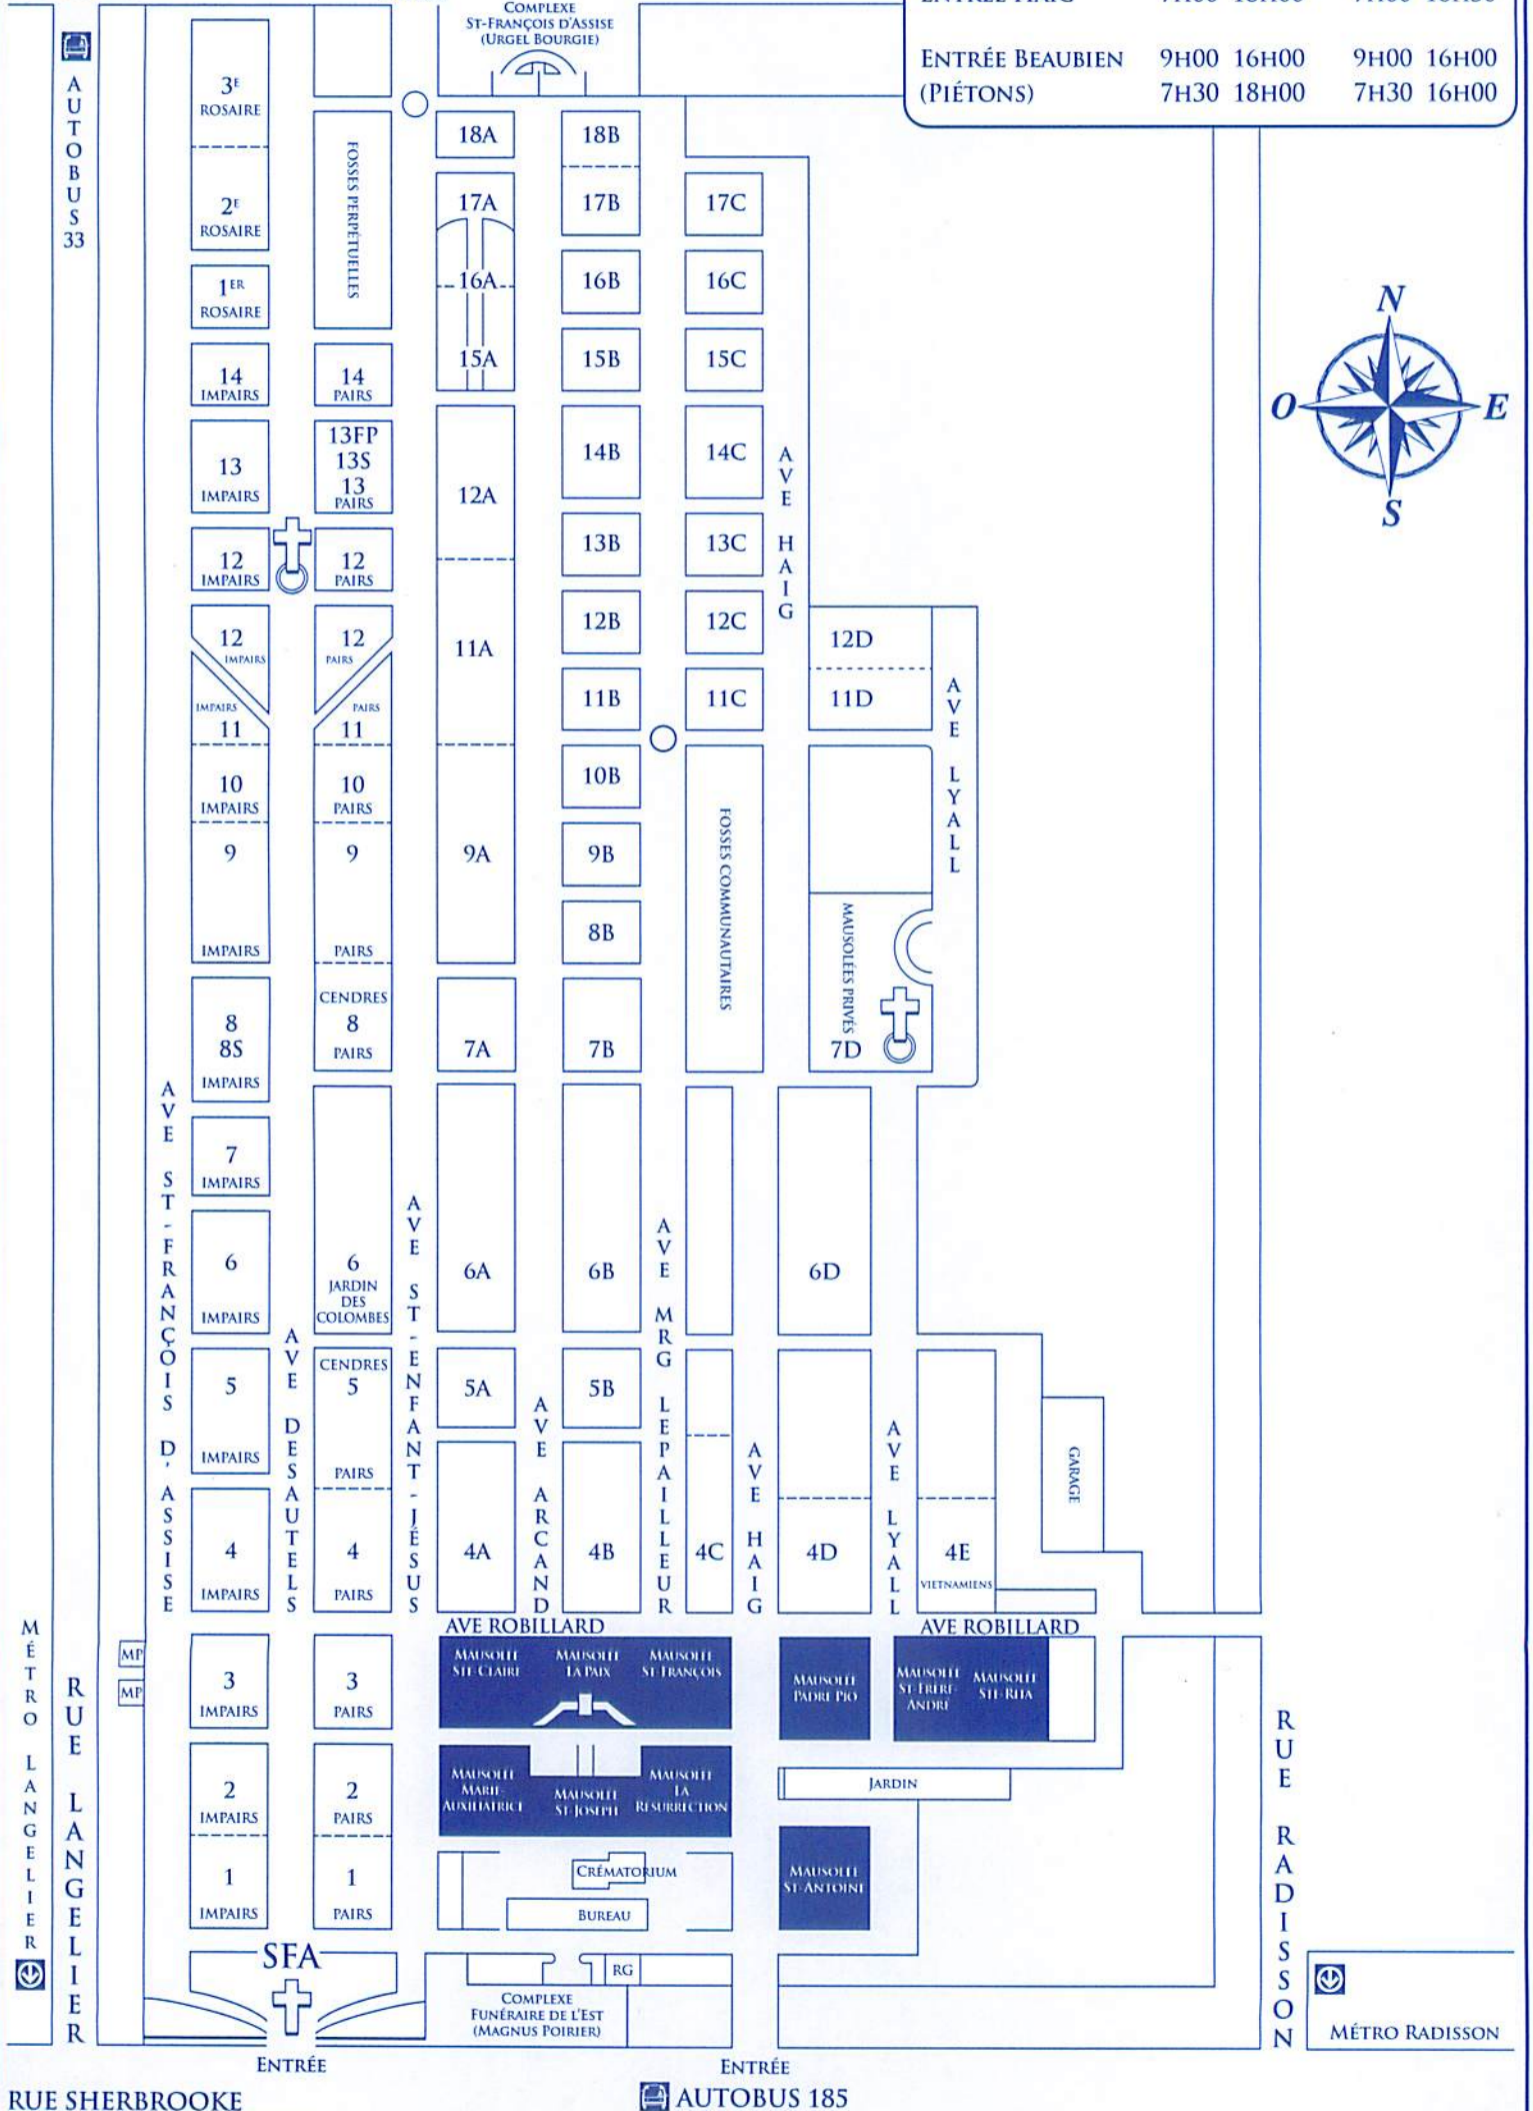 COMPLEXE
ST-FRANÇOIS D'ASSISE
(URGEL BOURGIE)
ENTRÉE BEAUBIEN 9H00 16H00 9H00 16H00
(PIÉTONS) 7H30 18H00 7H30 16H00
AUTOBUS 33
3E
ROSAIRE
2E
ROSAIRE
1ER
ROSAIRE
14
IMPAIRS
13
IMPAIRS
12
IMPAIRS
12
IMPAIRS
IMPAIRS
11
10
IMPAIRS
9
IMPAIRS
8
8S
IMPAIRS
7
IMPAIRS
6
IMPAIRS
5
IMPAIRS
4
IMPAIRS
3
IMPAIRS
2
IMPAIRS
1
IMPAIRS
FOSSES PERPÉTUELLES
14
PAIRS
13FP
13S
13
PAIRS
12
PAIRS
12
PAIRS
PAIRS
11
10
PAIRS
9
PAIRS
CENDRES
8
PAIRS
6
JARDIN
DES
COLOMBES
CENDRES
5
PAIRS
4
PAIRS
3
PAIRS
2
PAIRS
1
PAIRS
18A
17A
16A
15A
12A
11A
9A
7A
6A
5A
4A
18B
17B
16B
15B
14B
13B
12B
11B
10B
9B
8B
7B
6B
5B
4B
17C
16C
15C
14C
13C
12C
11C
FOSSES COMMUNAUTAIRES
4C
12D
11D
MAUSOLÉES PRIVÉS
7D
6D
4D
4E
VIETNAMIENS
GARAGE
N
O
E
S
AVE HAIG
AVE LYALL
AVE ST-FRANÇOIS D'ASSISE
AVE DESAUTELS
AVE ST-ENFANT-JÉSUS
AVE ARCAND
AVE MRG LEPAILLEUR
AVE HAIG
AVE LYALL
AVE ROBILLARD
AVE ROBILLARD
MÉTRO LANGELIER
RUE LANGELIER
MP
MP
MAUSOLÉE
STE-CLAIRE
MAUSOLÉE
LA PAIX
MAUSOLÉE
ST-FRANÇOIS
MAUSOLÉE
PADRE PIO
MAUSOLÉE
ST-FRÈRE-
ANDRÉ
MAUSOLÉE
STE-RITA
MAUSOLÉE
MARIE-
AUXILIATRICE
MAUSOLÉE
ST-JOSEPH
MAUSOLÉE
LA
RÉSURRECTION
JARDIN
CRÉMATORIUM
BUREAU
MAUSOLÉE
ST-ANTOINE
SFA
RG
COMPLEXE
FUNÉRAIRE DE L'EST
(MAGNUS POIRIER)
RUE RADISSON
MÉTRO RADISSON
ENTRÉE
ENTRÉE
RUE SHERBROOKE
AUTOBUS 185